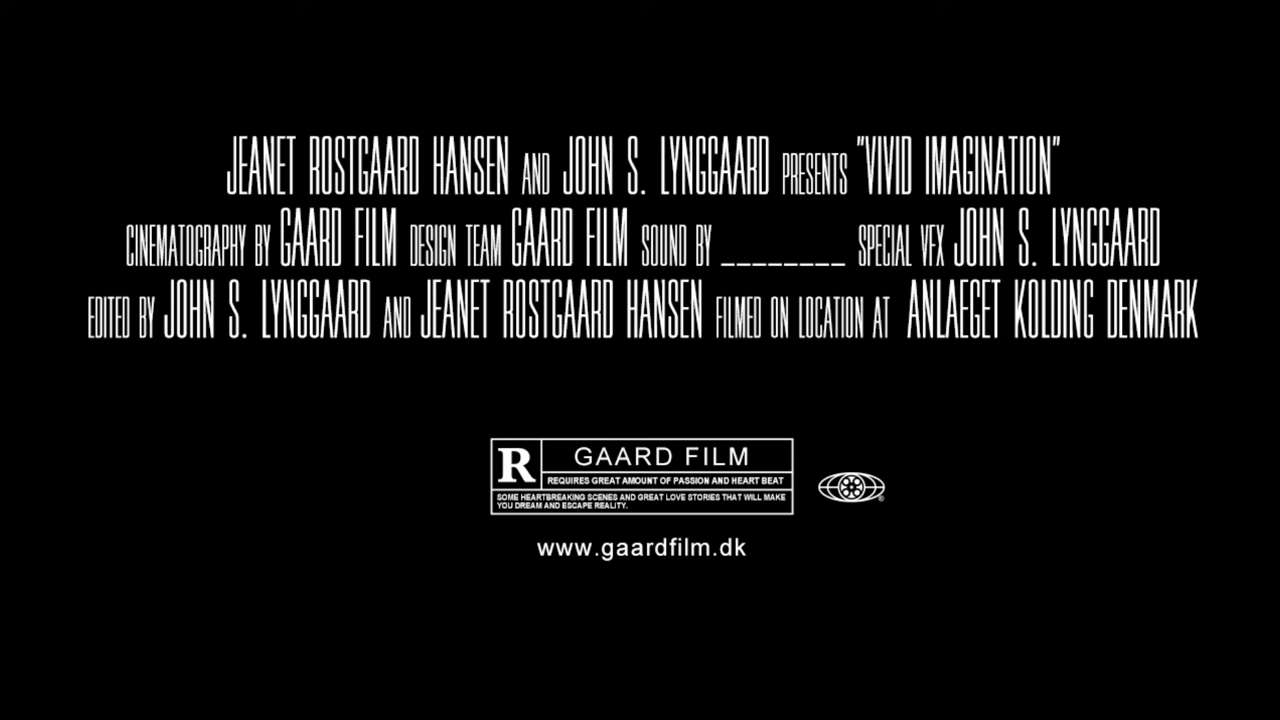 JEANET ROSTGAARD HANSEN AND JOHN S. LYNGGAARD PRESENTS "VIVID IMAGINATION"
CINEMATOGRAPHY BY GAARD FILM DESIGN TEAM GAARD FILM SOUND BY ________ SPECIAL VFX JOHN S. LYNGGAARD
EDITED BY JOHN S. LYNGGAARD AND JEANET ROSTGAARD HANSEN FILMED ON LOCATION AT ANLAEGET KOLDING DENMARK
R GAARD FILM
REQUIRES GREAT AMOUNT OF PASSION AND HEART BEAT
SOME HEARTBREAKING SCENES AND GREAT LOVE STORIES THAT WILL MAKE
YOU DREAM AND ESCAPE REALITY.
®
www.gaardfilm.dk